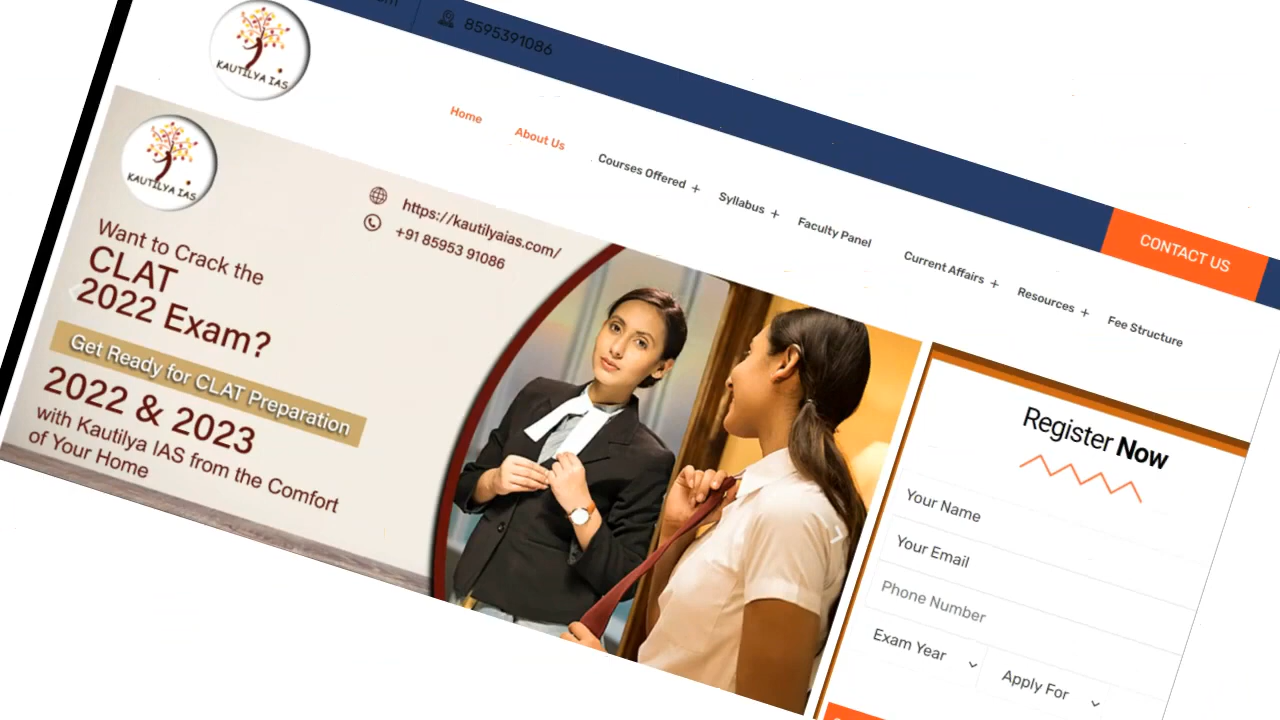 8595391086
KAUTILYA IAS
Home
About Us
Courses Offered +
Syllabus +
Faculty Panel
Current Affairs +
Resources +
Fee Structure
CONTACT US
KAUTILYA IAS
https://kautilyaias.com/
+91 85953 91086
Want to Crack the
CLAT
2022 Exam?
Get Ready for CLAT Preparation
2022 & 2023
with Kautilya IAS from the Comfort
of Your Home
Register Now
Your Name
Your Email
Phone Number
Exam Year
Apply For